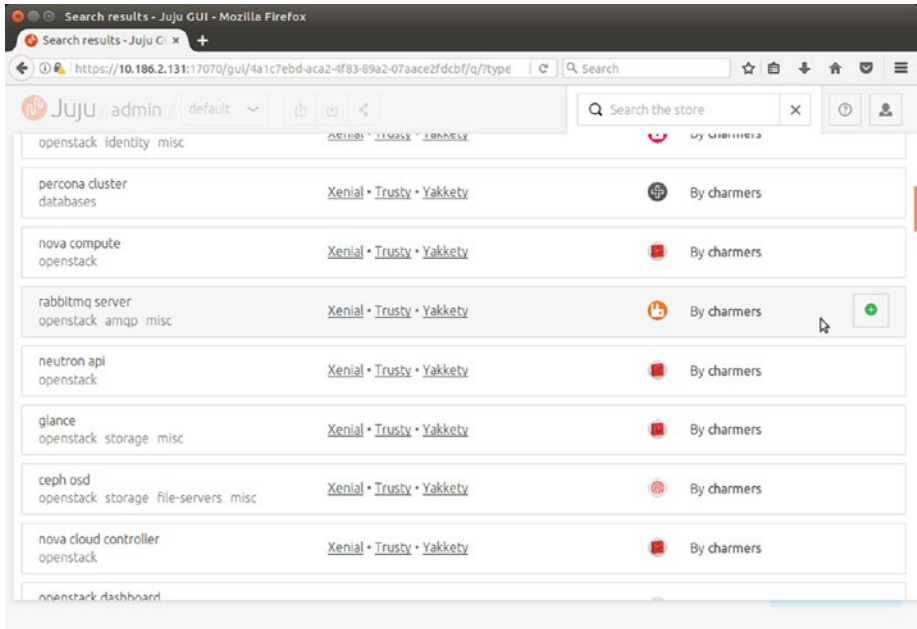 Search results - Juju GUI - Mozilla Firefox
Search results - Juju G
https://10.186.2.131:17070/gui/4a1c7ebd-aca2-4f83-89a2-07aace2fdcbf/q/?type
Search
Juju / admin / default
Search the store
openstack identity misc
Xenial • Trusty • Yakkety
By charmers
percona cluster
databases
Xenial • Trusty • Yakkety
By charmers
nova compute
openstack
Xenial • Trusty • Yakkety
By charmers
rabbitmq server
openstack amqp misc
Xenial • Trusty • Yakkety
By charmers
neutron api
openstack
Xenial • Trusty • Yakkety
By charmers
glance
openstack storage misc
Xenial • Trusty • Yakkety
By charmers
ceph osd
openstack storage file-servers misc
Xenial • Trusty • Yakkety
By charmers
nova cloud controller
openstack
Xenial • Trusty • Yakkety
By charmers
openstack dashboard